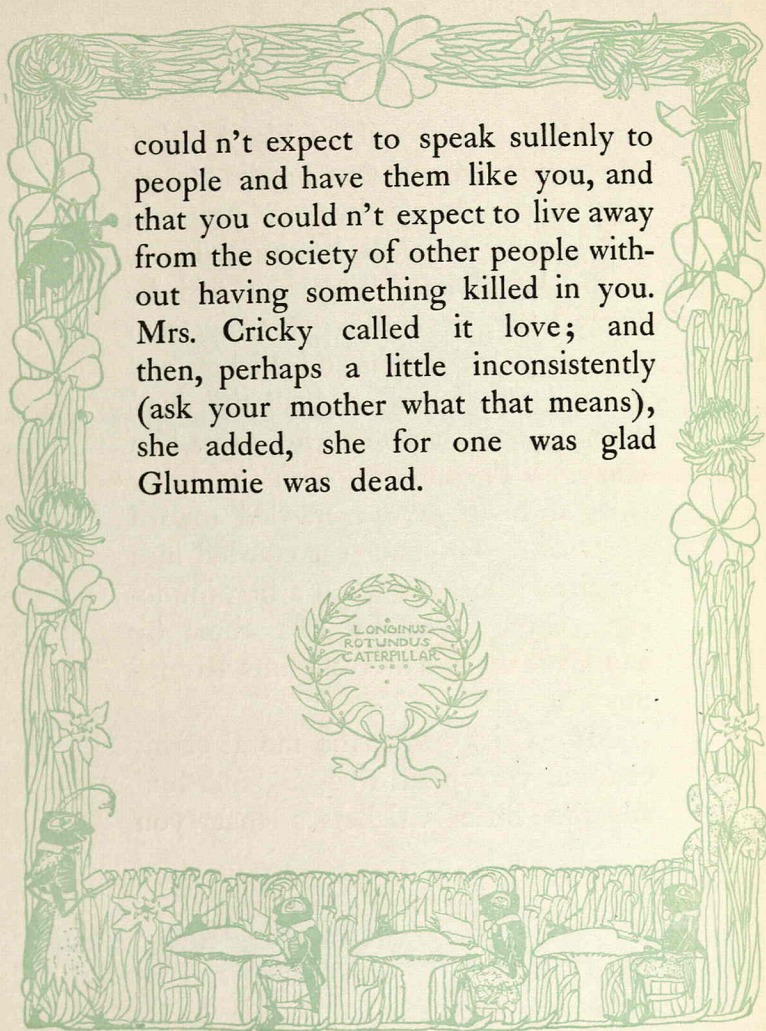 could n't expect to speak sullenly to
people and have them like you, and
that you could n't expect to live away
from the society of other people with-
out having something killed in you.
Mrs. Cricky called it love; and
then, perhaps a little inconsistently
(ask your mother what that means),
she added, she for one was glad
Glummie was dead.
LONGINUS
ROTUNDUS
CATERPILLAR